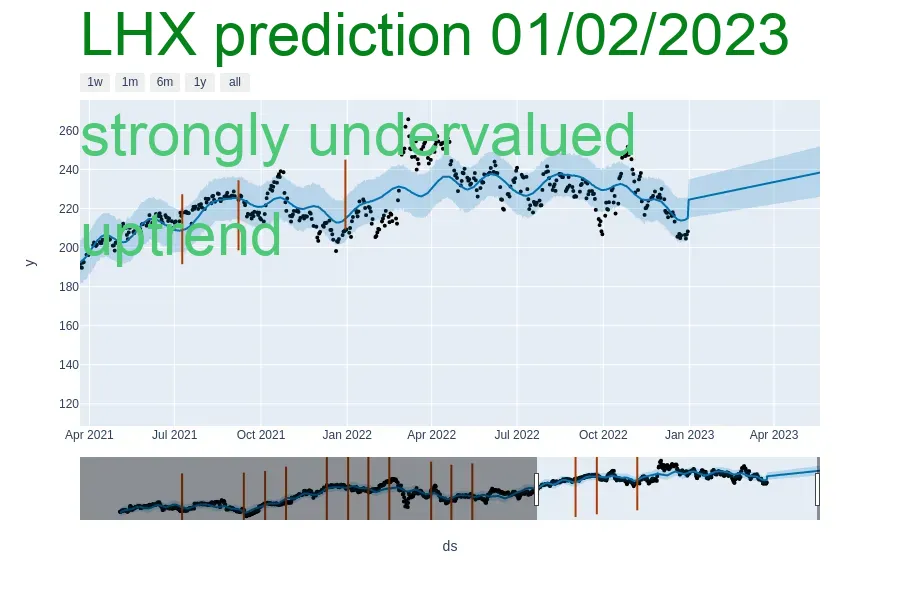 LHX prediction 01/02/2023
1w 1m 6m 1y all
strongly undervalued
uptrend
260
240
220
200
180
160
140
120
y
Apr 2021 Jul 2021 Oct 2021 Jan 2022 Apr 2022 Jul 2022 Oct 2022 Jan 2023 Apr 2023
ds